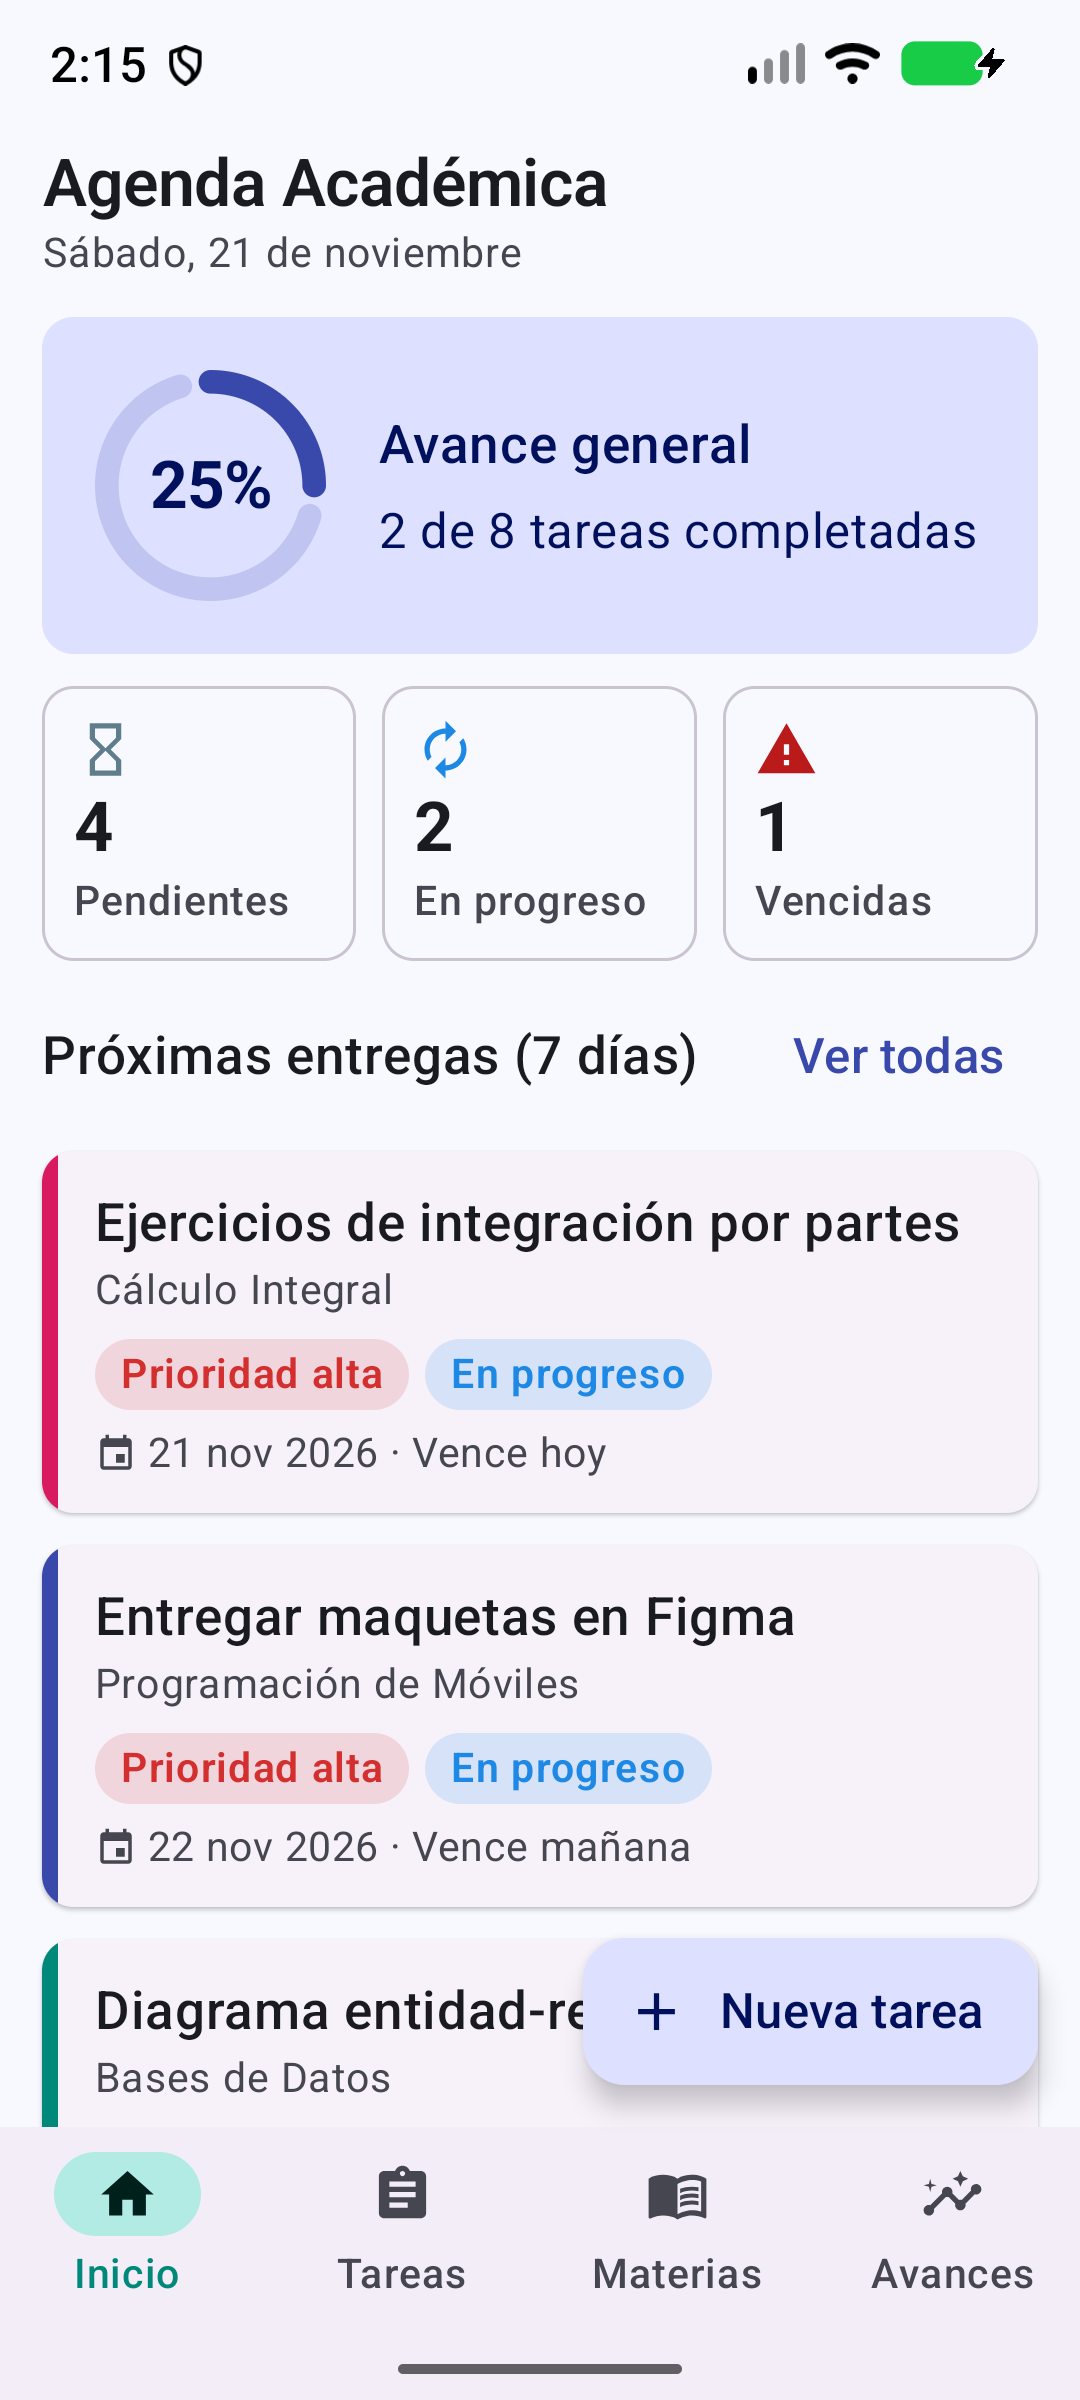 2:15
Agenda Académica
Sábado, 21 de noviembre
25%
Avance general
2 de 8 tareas completadas
4
Pendientes
2
En progreso
1
Vencidas
Próximas entregas (7 días)
Ver todas
Ejercicios de integración por partes
Cálculo Integral
Prioridad alta
En progreso
21 nov 2026 · Vence hoy
Entregar maquetas en Figma
Programación de Móviles
Prioridad alta
En progreso
22 nov 2026 · Vence mañana
Diagrama entidad-re
Bases de Datos
+ Nueva tarea
Inicio
Tareas
Materias
Avances